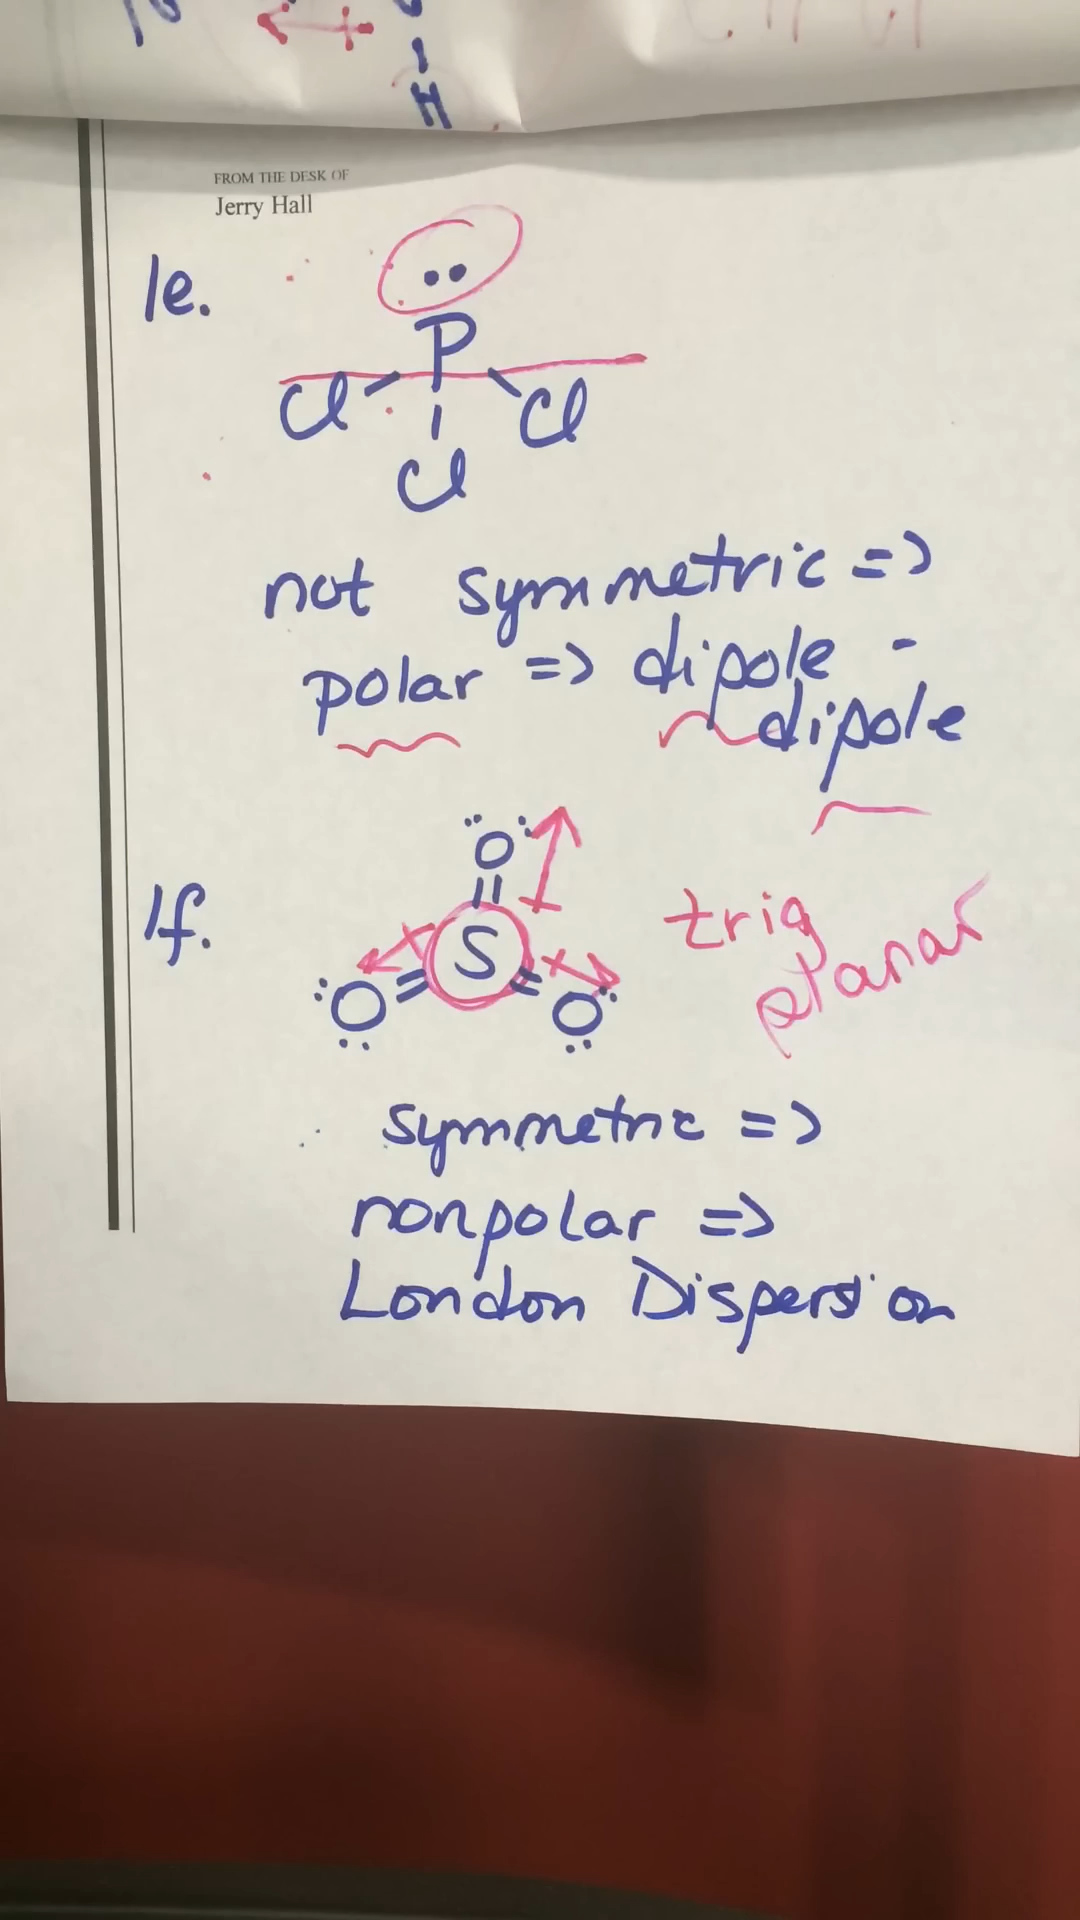 H
FROM THE DESK OF
Jerry Hall
1e.
P
Cl Cl
Cl
not symmetric =>
polar => dipole -
dipole
O
1f.
S
trig
planar
O O
symmetric =>
nonpolar =>
London Dispersion